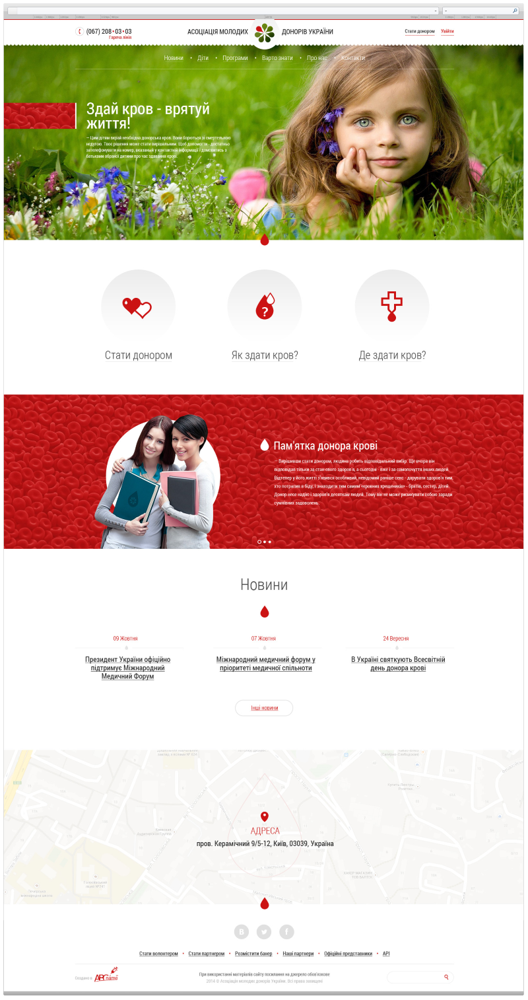 (067) 208•03•03
Гаряча лінія
АСОЦІАЦІЯ МОЛОДИХ
ДОНОРІВ УКРАЇНИ
Стати донором
Увійти
Новини • Діти • Програми • Варто знати • Про нас • Контакти
Здай кров - врятуй
життя!
— Цим дітям вкрай необхідна донорська кров. Вони борються зі смертельною
недугою. Твоє рішення може стати вирішальним. Щоб допомогти - достатньо
зателефонувати на номер, вказаный у контактній інформації і домовитись з
батьками обраної дитини про час здавання крові.
?
Стати донором
Як здати кров?
Де здати кров?
Пам'ятка донора крові
— Вирішивши стати донором, людина робить відповідальний вибір. Ще вчора він
відповідав тільки за стан свого здоров'я, а сьогодні - вже і за самопочуття інших людей.
Відтепер у його житті з'явився особливий, невідомий раніше сенс - дарувати здоров'я тим,
хто потрапив в біду, і знаходити тим самим «кровних хрещеників» - братів, сестер, дітей.
Донор несе надію і здоров'я десяткам людей. Тому він не може ризикувати собою заради
сумнівних задоволень.
Новини
09 Жовтня
Президент України офіційно
підтримує Міжнародний
Медичний Форум
07 Жовтня
Міжнародний медичний форум у
пріоритеті медичної спільноти
24 Вересня
В Україні святкують Всесвітній
день донора крові
Інші новини
АДРЕСА
пров. Керамічний 9/5-12, Київ, 03039, Україна
Стати волонтером • Стати партнером • Розмістити банер • Наші партнери • Офіційні представники • API
Создано в
ARCname
При використанні матеріалів сайту посилання на джерело обов'язкове
2014 © Асоціація молодих донорів України. Всі права захищені